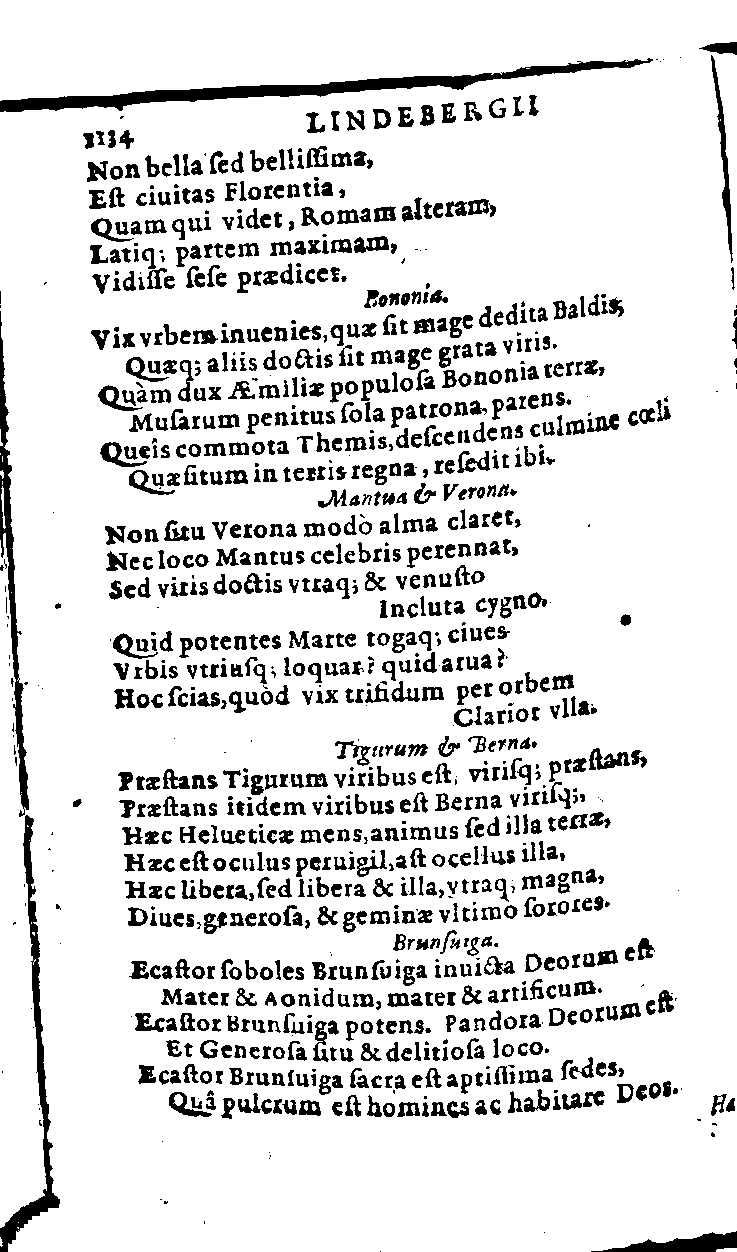 1134 LINDEBERGII
Non bella sed bellissima,
Est ciuitas Florentia,
Quam qui videt, Romam alteram,
Latiq; partem maximam,
Vidisse sese prædicet.
Bononia.
Vix vrbem inuenies, quæ sit mage dedita Baldis,
Quæq; aliis doctis sit mage grata viris.
Quàm dux Æmiliæ populosa Bononia terræ,
Musarum penitus sola patrona, parens.
Queîs commota Themis, descendens culmine cœli
Quæsitum in terris regna, resedit ibi.
Mantua & Verona.
Non situ Verona modò alma claret,
Nec loco Mantus celebris perennat,
Sed viris doctis vtraq; & venusto
Incluta cygno.
Quid potentes Marte togaq; ciues
Vrbis vtriusq; loquar? quid arua?
Hoc scias, quòd vix trifidum per orbem
Clarior vlla.
Tigurum & Berna.
Præstans Tigurum viribus est, virisq; præstans,
Præstans itidem viribus est Berna virisq;,
Hæc Helueticæ mens, animus sed illa terræ,
Hæc est oculus peruigil, ast ocellus illa,
Hæc libera, sed libera & illa, vtraq; magna,
Diues, generosa, & geminæ vltimo sorores.
Brunsuiga.
Ecastor soboles Brunsuiga inuicta Deorum est
Mater & Aonidum, mater & artificum.
Ecastor Brunsuiga potens. Pandora Deorum est
Et Generosa situ & delitiosa loco.
Ecastor Brunsuiga sacra est aptissima sedes,
Quâ pulcrum est homines ac habitare Deos.